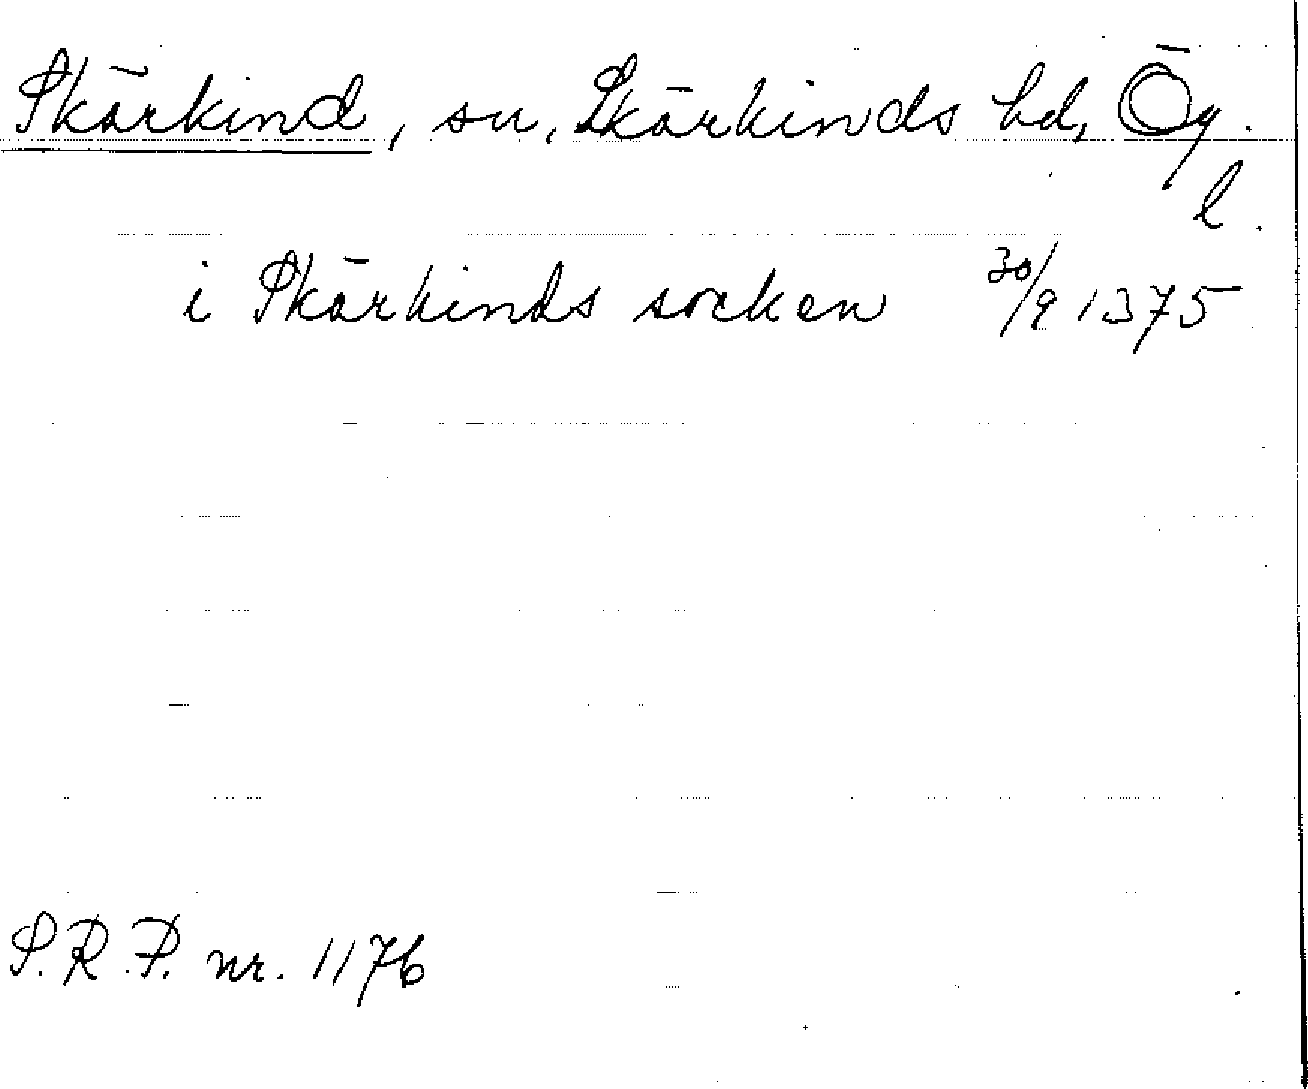 Skärkind, sn, Skärkinds hd, Ög.
l.
i Skärkinds socken 30/9 1375
S.R.P. nr. 1176